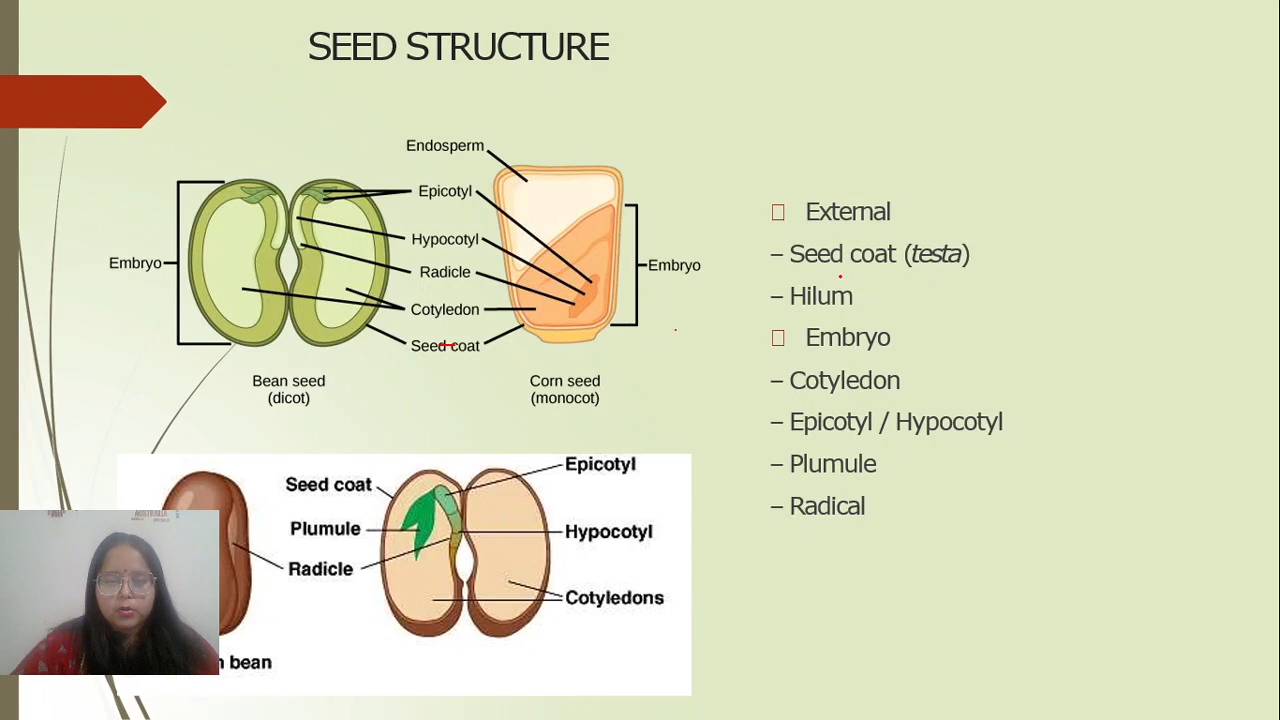 SEED STRUCTURE
Endosperm
Epicotyl
Hypocotyl
Radicle
Cotyledon
Seed coat
Embryo
Embryo
Bean seed
(dicot)
Corn seed
(monocot)
External
– Seed coat (testa)
– Hilum
Embryo
– Cotyledon
– Epicotyl / Hypocotyl
– Plumule
– Radical
Seed coat
Plumule
Radicle
Epicotyl
Hypocotyl
Cotyledons
bean